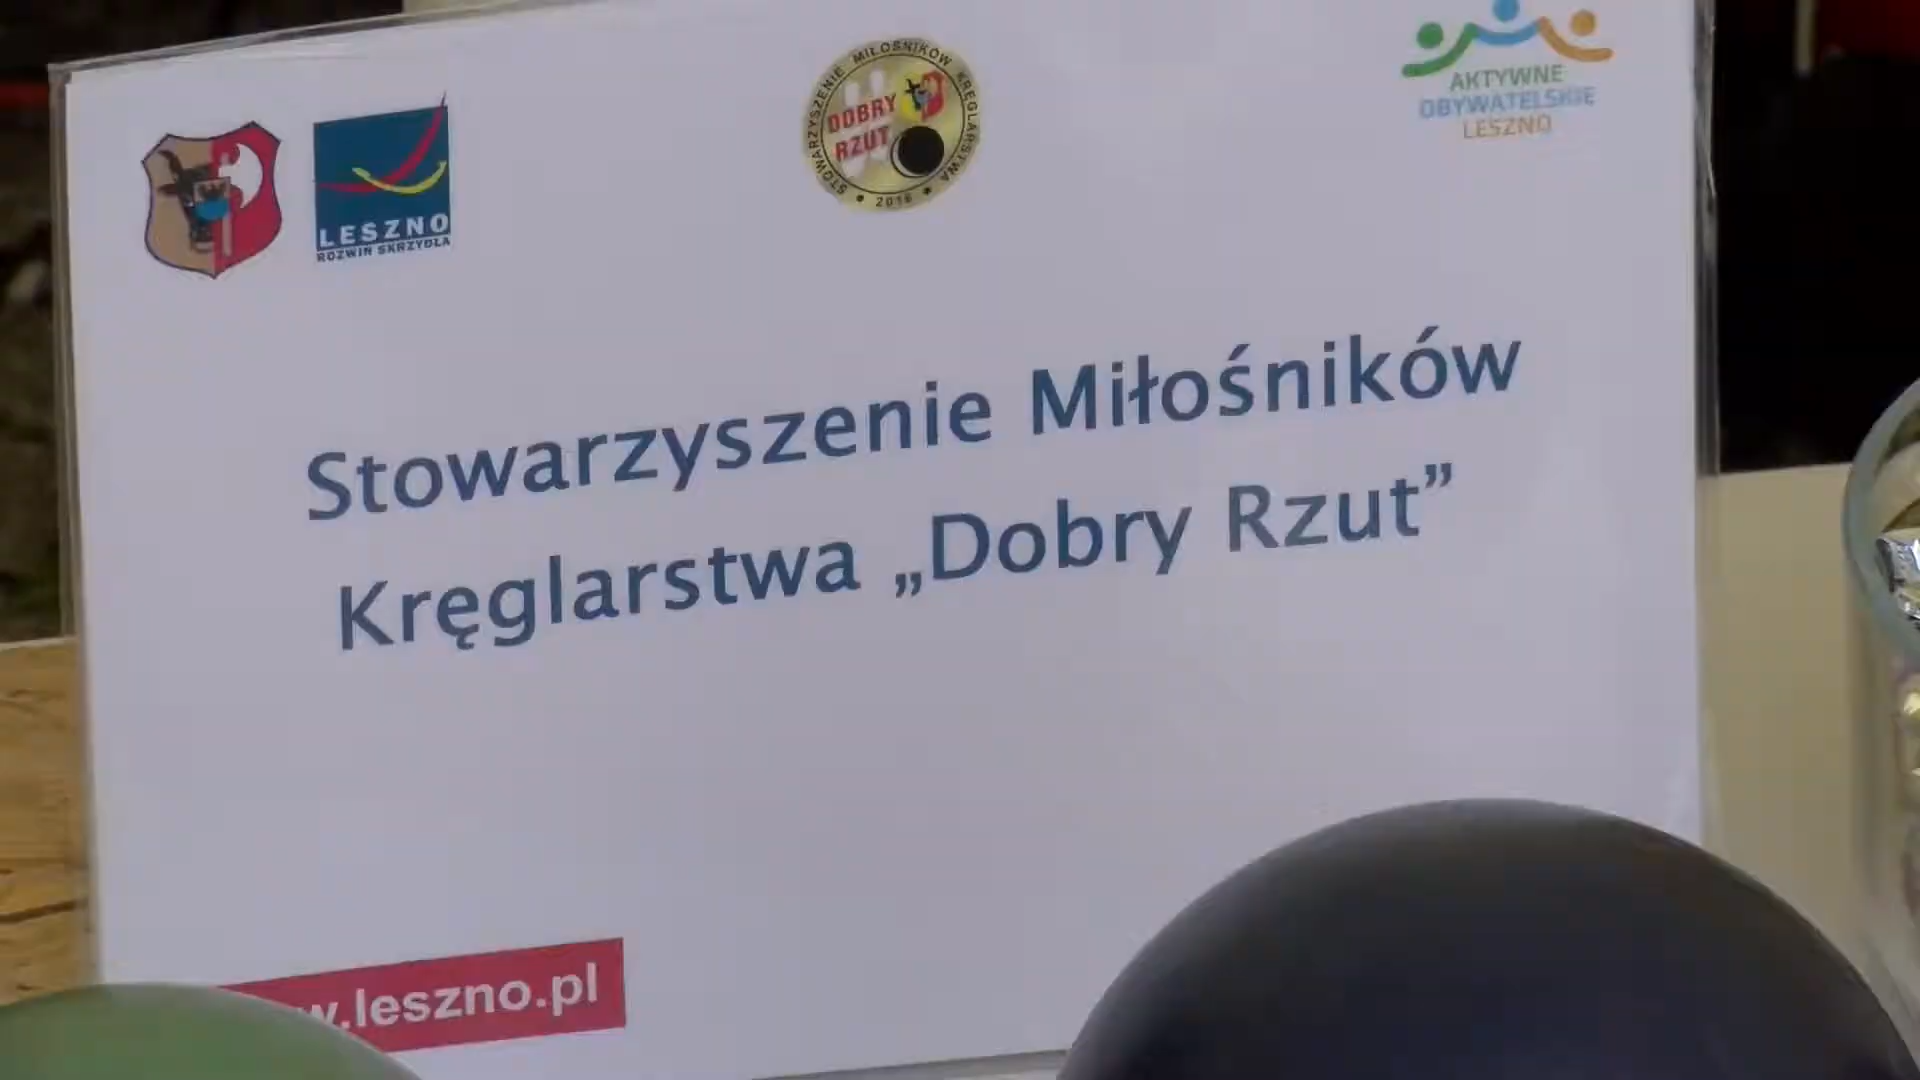 LESZNO
ROZWIŃ SKRZYDŁA
STOWARZYSZENIE MIŁOŚNIKÓW KRĘGLARSTWA
DOBRY
RZUT
2016
AKTYWNE
OBYWATELSKIE
LESZNO
Stowarzyszenie Miłośników
Kręglarstwa „Dobry Rzut”
w.leszno.pl